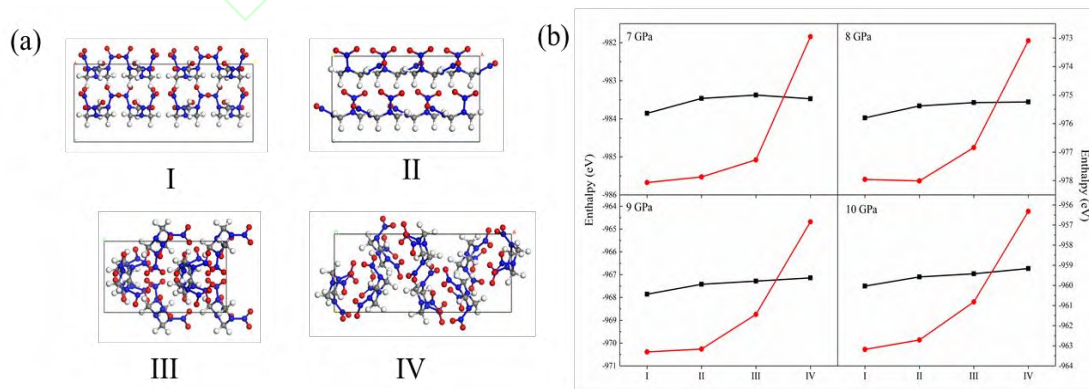 (a)
I
II
III
IV
(b)
7 GPa
8 GPa
-982
-983
-984
-985
-986
-973
-974
-975
-976
-977
-978
Enthalpy (eV)
Enthalpy (eV)
9 GPa
10 GPa
-964
-965
-966
-967
-968
-969
-970
-971
-956
-957
-958
-959
-960
-961
-962
-963
-964
I II III IV I II III IV